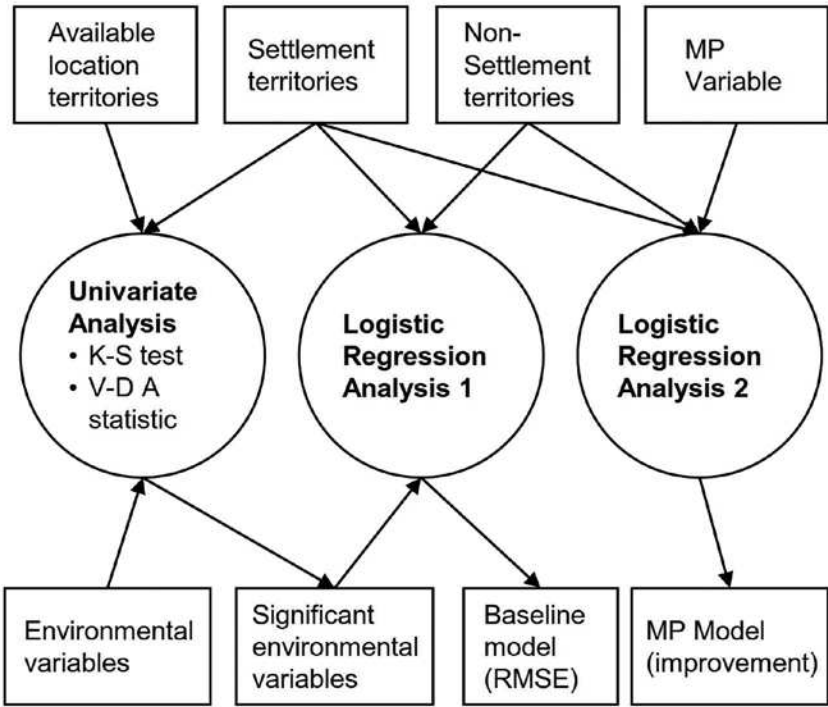 Available
location
territories
Settlement
territories
Non-
Settlement
territories
MP
Variable
Univariate
Analysis
• K-S test
• V-D A
statistic
Logistic
Regression
Analysis 1
Logistic
Regression
Analysis 2
Environmental
variables
Significant
environmental
variables
Baseline
model
(RMSE)
MP Model
(improvement)